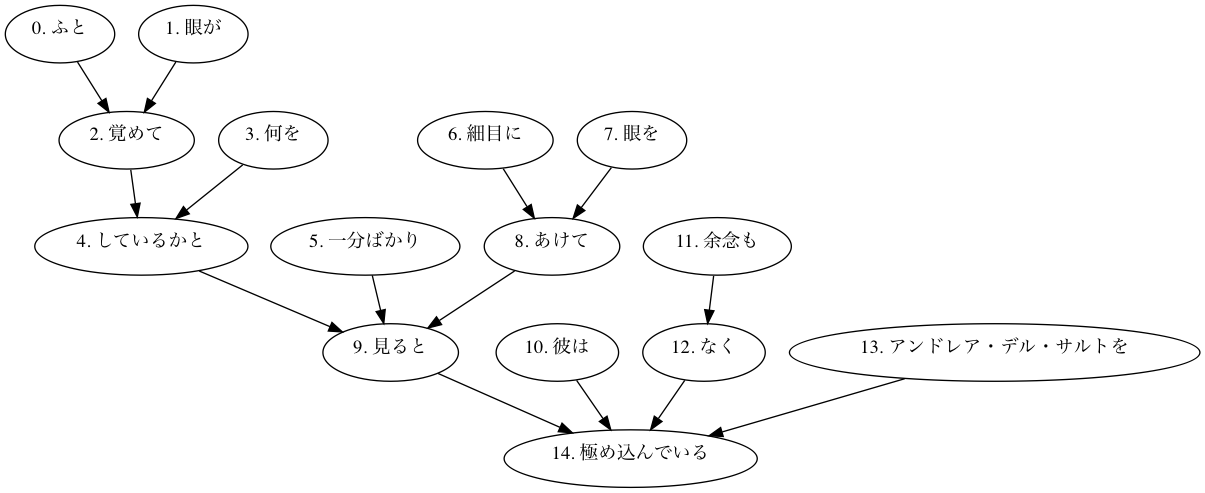 0. ふと
1. 眼が
2. 覚めて
3. 何を
6. 細目に
7. 眼を
4. しているかと
5. 一分ばかり
8. あけて
11. 余念も
9. 見ると
10. 彼は
12. なく
13. アンドレア・デル・サルトを
14. 極め込んでいる